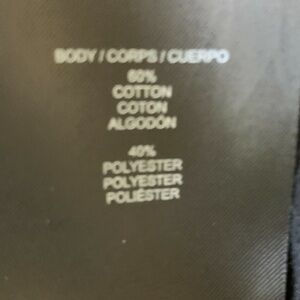 BODY / CORPS / CUERPO
60%
COTTON
COTON
ALGODÓN
40%
POLYESTER
POLYESTER
POLIÉSTER